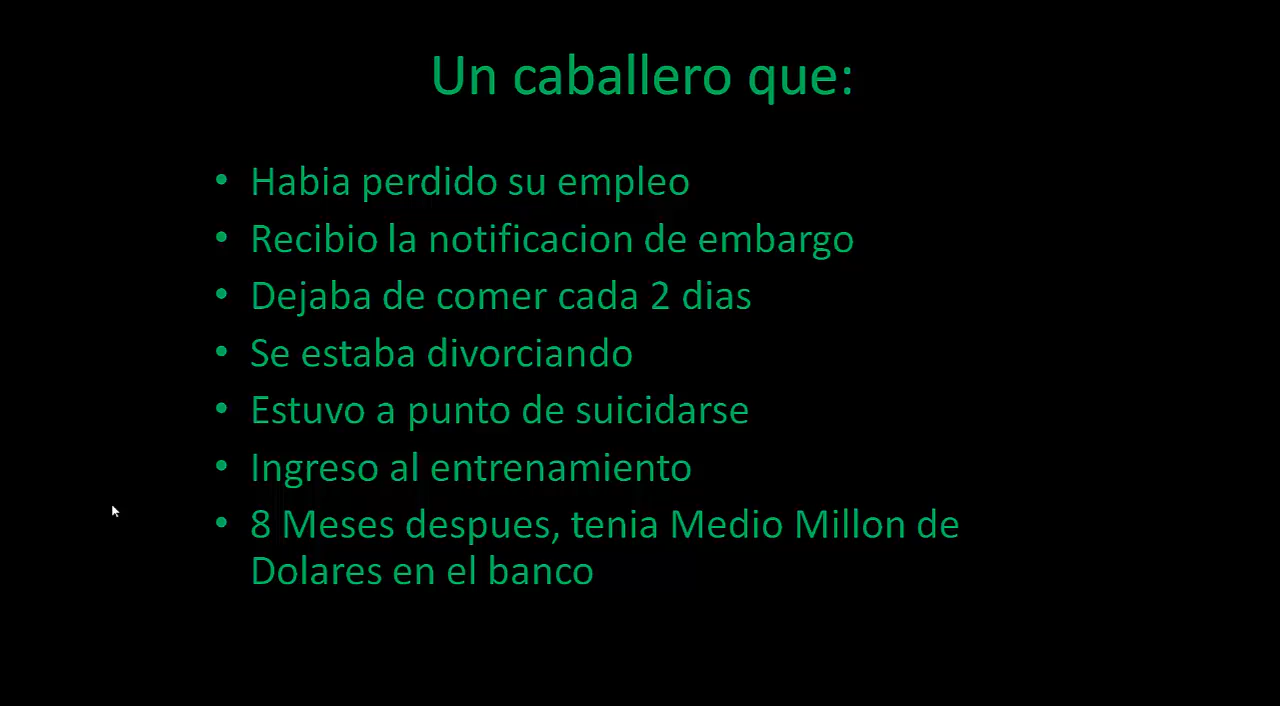 Un caballero que:
• Habia perdido su empleo
• Recibio la notificacion de embargo
• Dejaba de comer cada 2 dias
• Se estaba divorciando
• Estuvo a punto de suicidarse
• Ingreso al entrenamiento
• 8 Meses despues, tenia Medio Millon de
Dolares en el banco